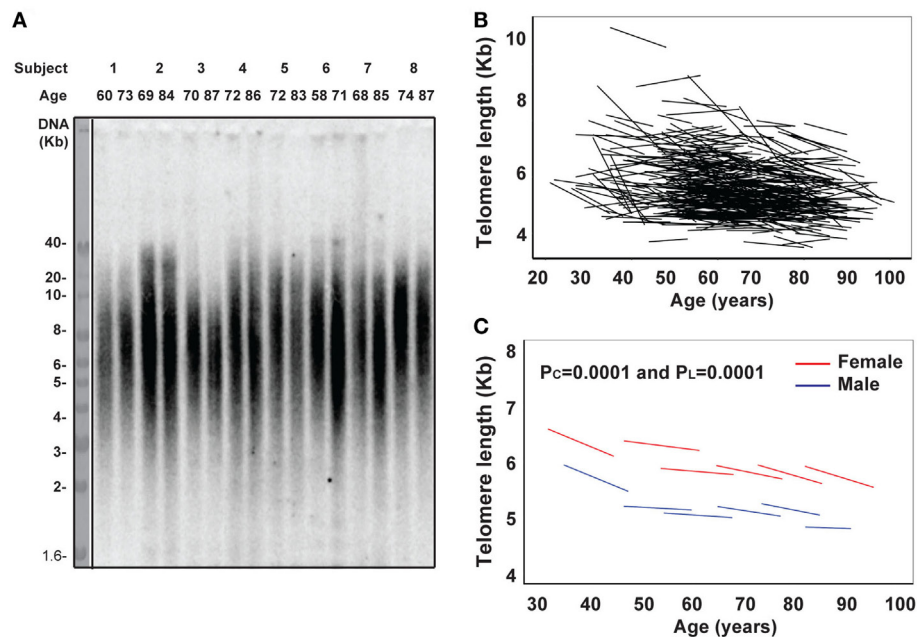 A
Subject 1 2 3 4 5 6 7 8
Age 60 73 69 84 70 87 72 86 72 83 58 71 68 85 74 87
DNA
(Kb)
40-
20-
10-
8-
6-
5-
4-
3-
2-
1.6-
B
Telomere length (Kb)
10
8
6
4
20 30 40 50 60 70 80 90 100
Age (years)
C
Telomere length (Kb)
8
7
6
5
4
PC=0.0001 and PL=0.0001
Female
Male
30 40 50 60 70 80 90 100
Age (years)